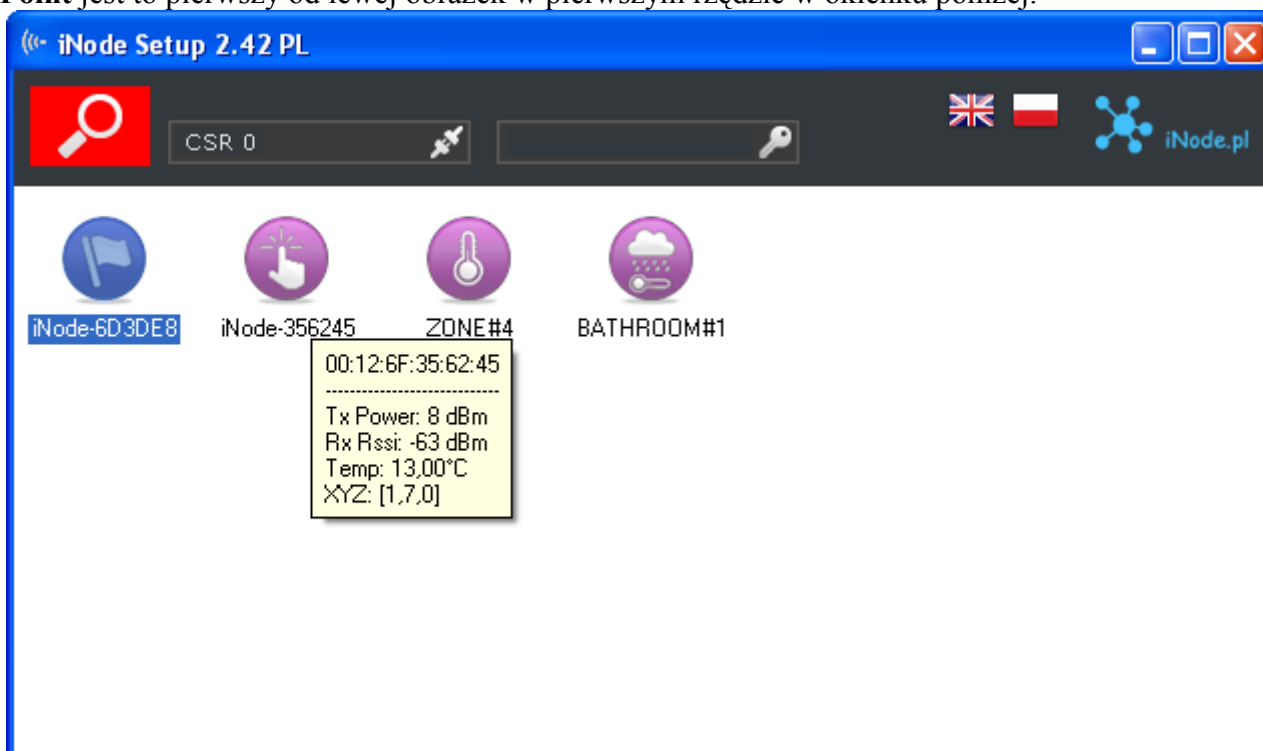 Point jest to pierwszy od lewej obrazek w pierwszym rzędzie w okienku poniżej:
iNode Setup 2.42 PL
CSR 0
iNode.pl
iNode-6D3DE8 iNode-356245 ZONE#4 BATHROOM#1
00:12:6F:35:62:45
----------------------------
Tx Power: 8 dBm
Rx Rssi: -63 dBm
Temp: 13,00°C
XYZ: [1,7,0]